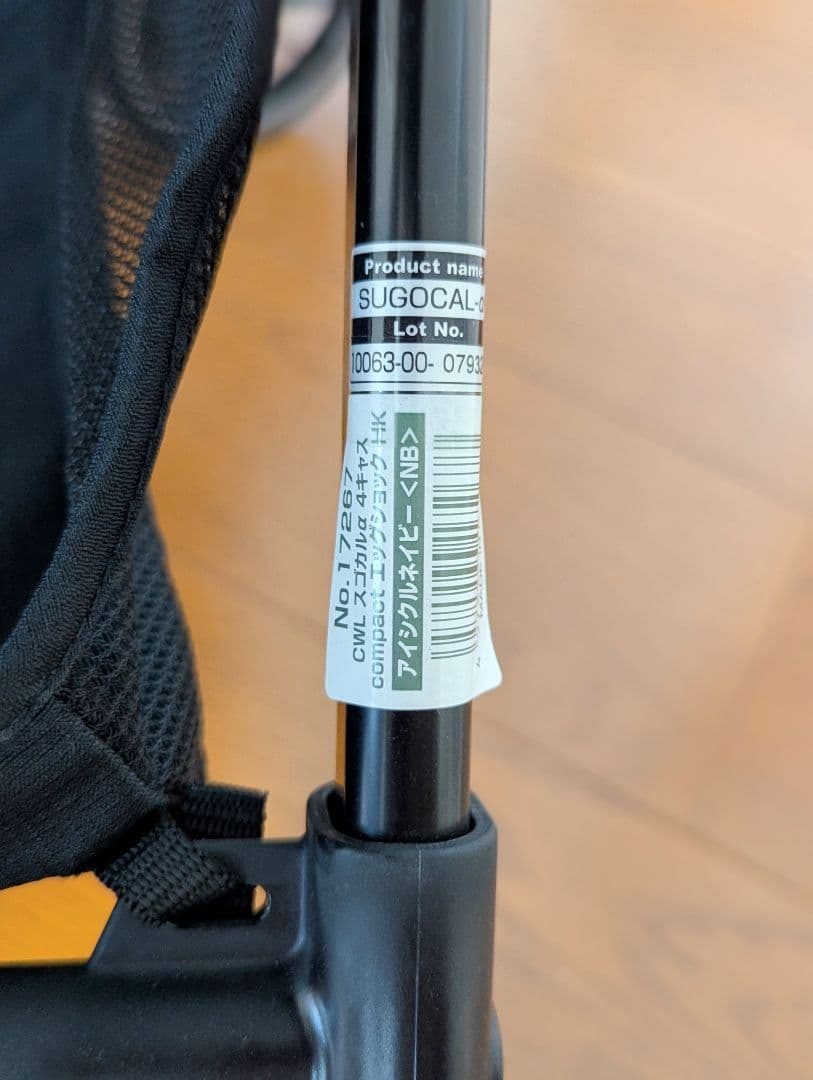 Product name
SUGOCAL-α
Lot No.
10063-00- 07932
No.17267
CWL スゴカルα 4キャス
compact エッグショック HK
アイシクルネイビー <NB>